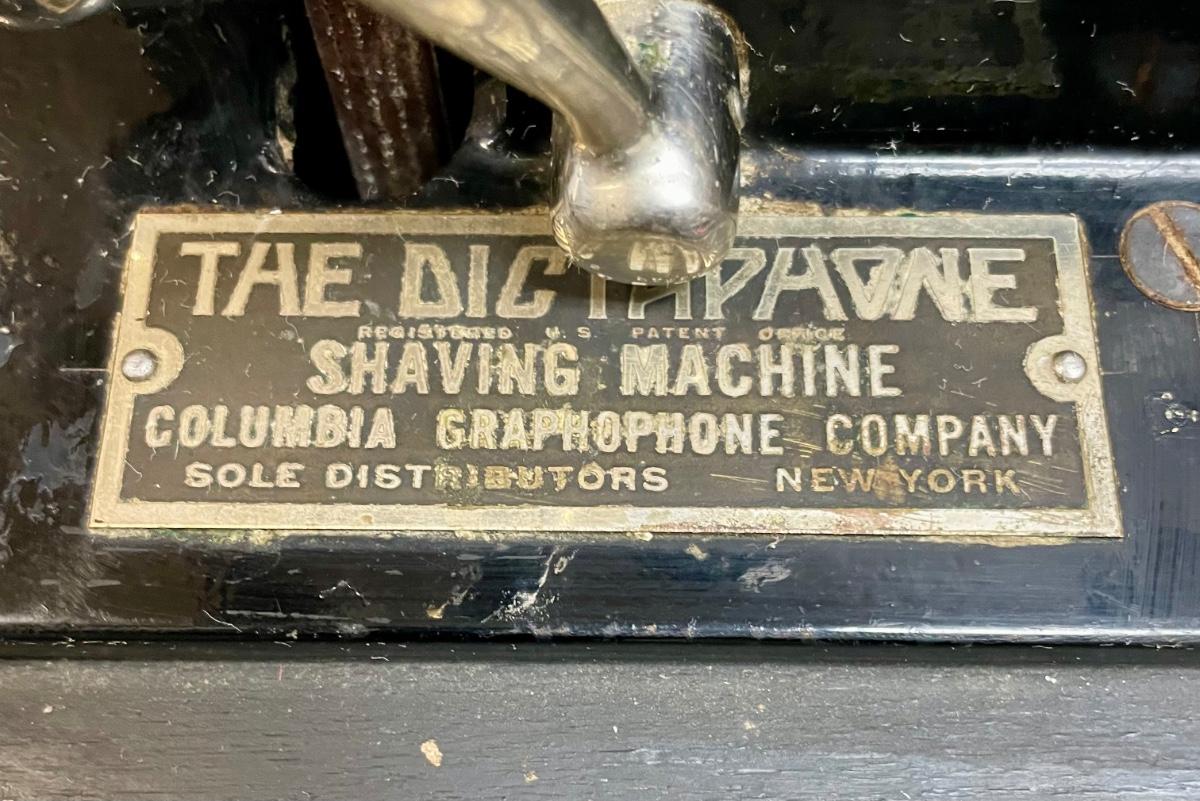 THE DICTAPHONE
REGISTERED U S PATENT OFFICE
SHAVING MACHINE
COLUMBIA GRAPHOPHONE COMPANY
SOLE DISTRIBUTORS NEW YORK